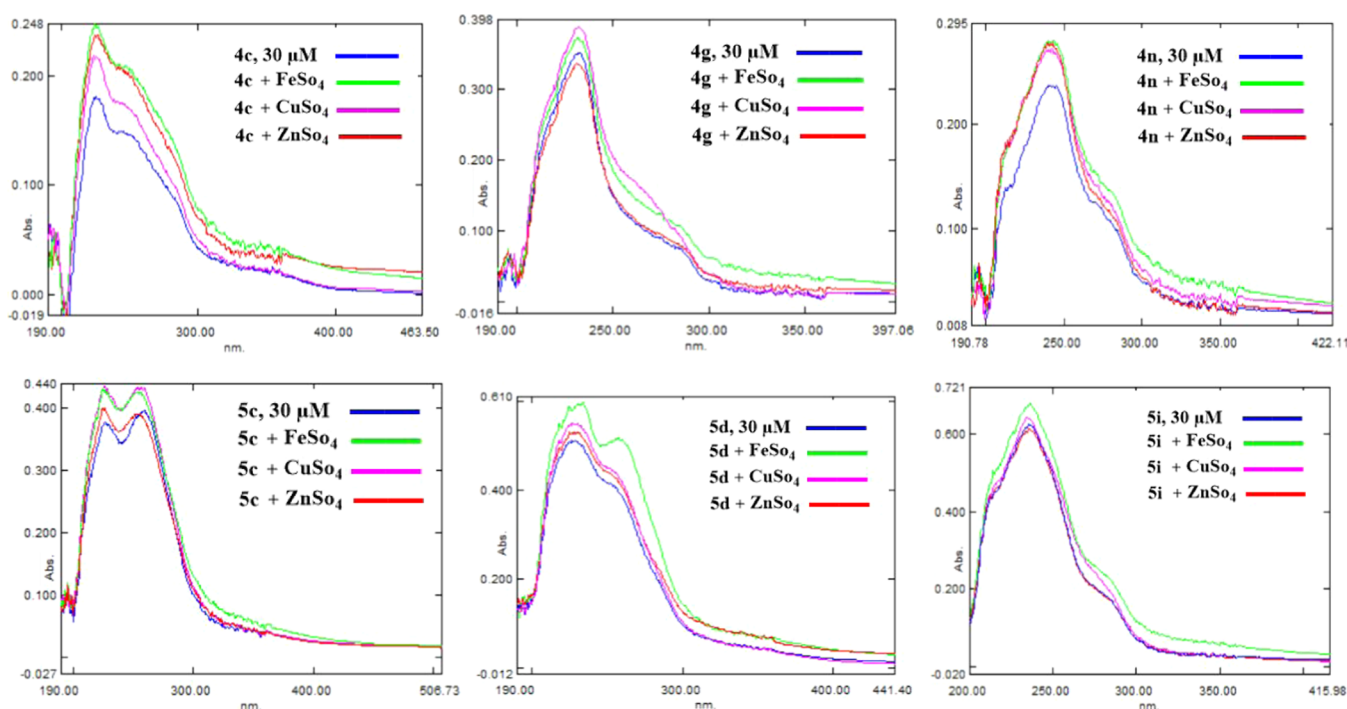 0.248
0.200
0.100
0.000
-0.019
Abs.
190.00 300.00 400.00 463.50
nm.
4c, 30 µM
4c + FeSo4
4c + CuSo4
4c + ZnSo4
0.398
0.300
0.200
0.100
-0.016
Abs.
190.00 250.00 300.00 350.00 397.06
nm.
4g, 30 µM
4g + FeSo4
4g + CuSo4
4g + ZnSo4
0.295
0.200
0.100
0.008
Abs.
190.78 250.00 300.00 350.00 422.11
nm.
4n, 30 µM
4n + FeSo4
4n + CuSo4
4n + ZnSo4
0.440
0.400
0.300
0.200
0.100
-0.027
Abs.
190.00 300.00 400.00 506.73
nm.
5c, 30 µM
5c + FeSo4
5c + CuSo4
5c + ZnSo4
0.610
0.400
0.200
-0.012
Abs.
190.00 300.00 400.00 441.40
nm.
5d, 30 µM
5d + FeSo4
5d + CuSo4
5d + ZnSo4
0.721
0.600
0.400
0.200
-0.020
Abs.
200.00 250.00 300.00 350.00 415.98
nm.
5i, 30 µM
5i + FeSo4
5i + CuSo4
5i + ZnSo4